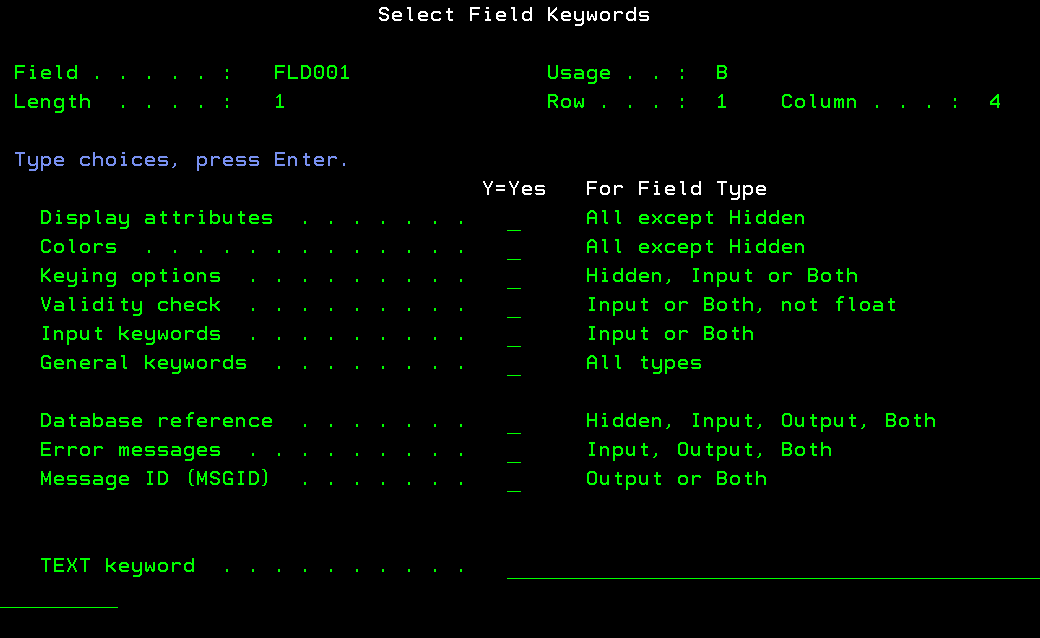 Select Field Keywords
Field . . . . . :   FLD001   Usage . . :  B
Length  . . . . :   1   Row . . . :  1   Column . . . :  4
Type choices, press Enter.
Y=Yes   For Field Type
Display attributes  . . . . . . .   _   All except Hidden
Colors  . . . . . . . . . . . . .   _   All except Hidden
Keying options  . . . . . . . . .   _   Hidden, Input or Both
Validity check  . . . . . . . . .   _   Input or Both, not float
Input keywords  . . . . . . . . .   _   Input or Both
General keywords  . . . . . . . .   _   All types
Database reference  . . . . . . .   _   Hidden, Input, Output, Both
Error messages  . . . . . . . . .   _   Input, Output, Both
Message ID (MSGID)  . . . . . . .   _   Output or Both
TEXT keyword  . . . . . . . . . .